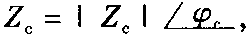 Z_c = | Z_c | ∠φ_c,